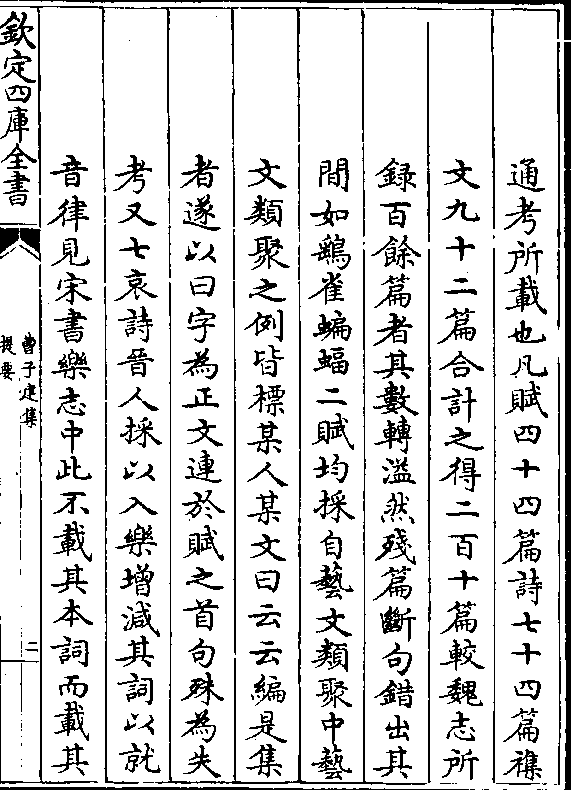 通考所載也凡賦四十四篇詩七十四篇襍
文九十二篇合計之得二百十篇較魏志所
録百餘篇者其數轉溢然殘篇斷句錯出其
間如鷂雀蝙蝠二賦均採自藝文類聚中藝
文類聚之例皆標某人某文曰云云編是集
者遂以曰字為正文連於賦之首句殊為失
考又七哀詩晉人採以入樂增減其詞以就
音律見宋書樂志中此不載其本詞而載其
欽定四庫全書
曹子建集
提要
二